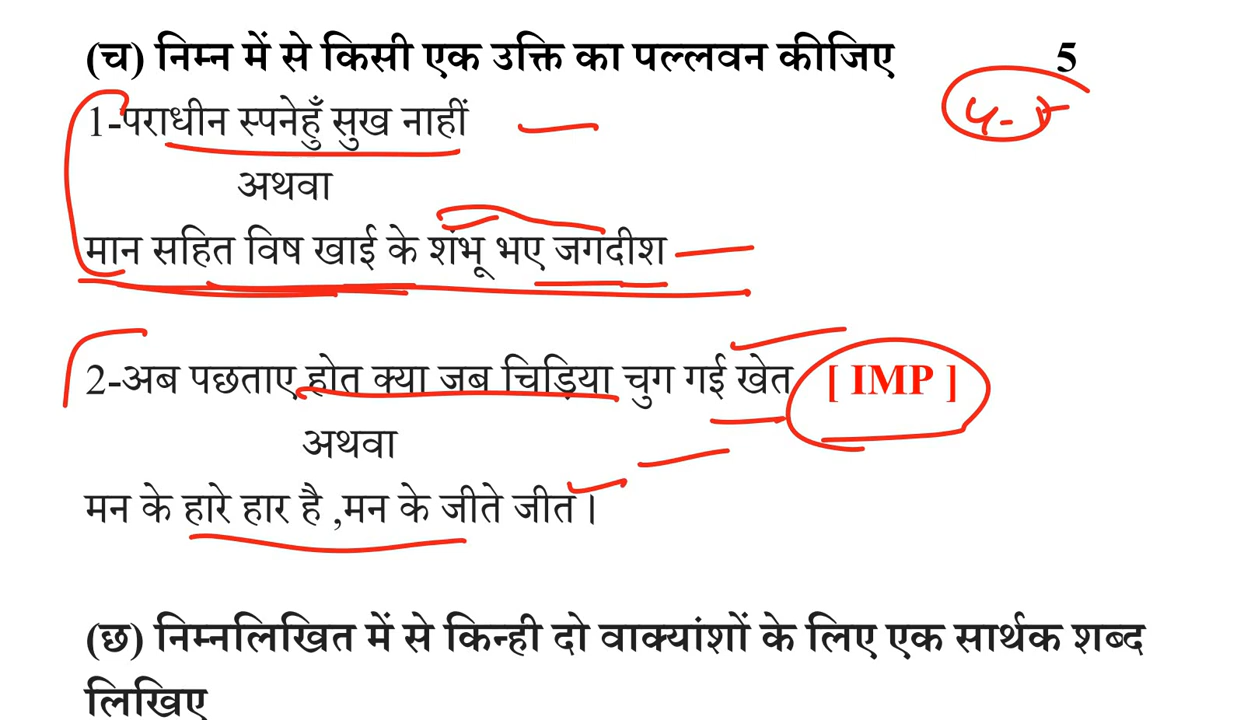 (च) निम्न में से किसी एक उक्ति का पल्लवन कीजिए 5
1-पराधीन स्पनेहुँ सुख नाहीं
अथवा
मान सहित विष खाई के शंभू भए जगदीश
2-अब पछताए होत क्या जब चिड़िया चुग गई खेत [ IMP ]
अथवा
मन के हारे हार है ,मन के जीते जीत ।
(छ) निम्नलिखित में से किन्ही दो वाक्यांशों के लिए एक सार्थक शब्द
लिखिए